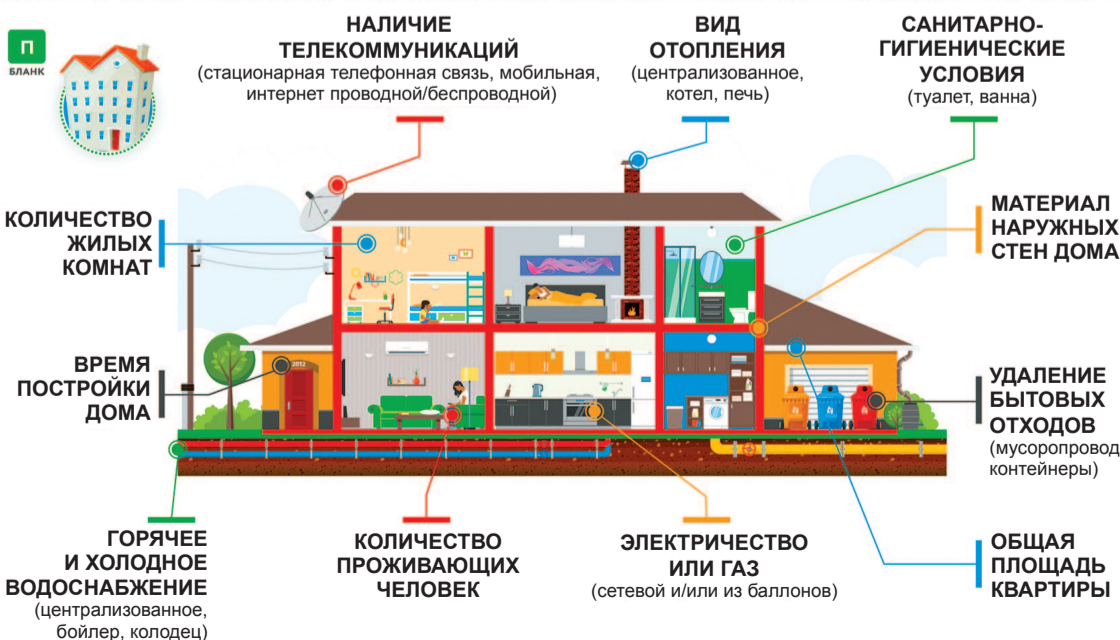 П
БЛАНК
НАЛИЧИЕ
ТЕЛЕКОММУНИКАЦИЙ
(стационарная телефонная связь, мобильная,
интернет проводной/беспроводной)
ВИД
ОТОПЛЕНИЯ
(централизованное,
котел, печь)
САНИТАРНО-
ГИГИЕНИЧЕСКИЕ
УСЛОВИЯ
(туалет, ванна)
КОЛИЧЕСТВО
ЖИЛЫХ
КОМНАТ
МАТЕРИАЛ
НАРУЖНЫХ
СТЕН ДОМА
ВРЕМЯ
ПОСТРОЙКИ
ДОМА
2012
УДАЛЕНИЕ
БЫТОВЫХ
ОТХОДОВ
(мусоропровод
контейнеры)
ГОРЯЧЕЕ
И ХОЛОДНОЕ
ВОДОСНАБЖЕНИЕ
(централизованное,
бойлер, колодец)
КОЛИЧЕСТВО
ПРОЖИВАЮЩИХ
ЧЕЛОВЕК
ЭЛЕКТРИЧЕСТВО
ИЛИ ГАЗ
(сетевой и/или из баллонов)
ОБЩАЯ
ПЛОЩАДЬ
КВАРТИРЫ